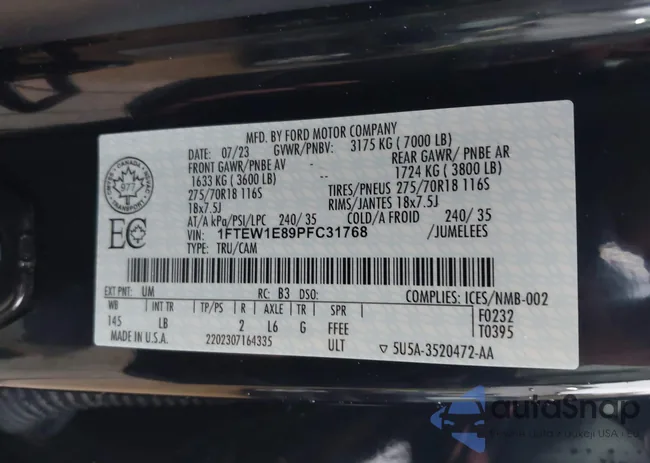 MFD. BY FORD MOTOR COMPANY
DATE: 07/23 GVWR/PNBV: 3175 KG (7000 LB)
FRONT GAWR/PNBE AV REAR GAWR/ PNBE AR
1633 KG ( 3600 LB) 1724 KG ( 3800 LB)
275/70R18 116S TIRES/PNEUS 275/70R18 116S
18x7.5J RIMS/JANTES 18x7.5J
AT/A kPa/PSI/LPC 240/ 35 COLD/A FROID 240/ 35
VIN: 1FTEW1E89PFC31768 /JUMELEES
TYPE: TRU/CAM
CANADA
977
TRANSPORT
EC
EXT PNT: UM RC: B3 DSO: COMPLIES: ICES/NMB-002
WB INT TR TP/PS R AXLE TR SPR F0232
145 LB 2 L6 G FFEE T0395
MADE IN U.S.A. 2202307164335 ULT ▽ 5U5A-3520472-AA
autoSnap